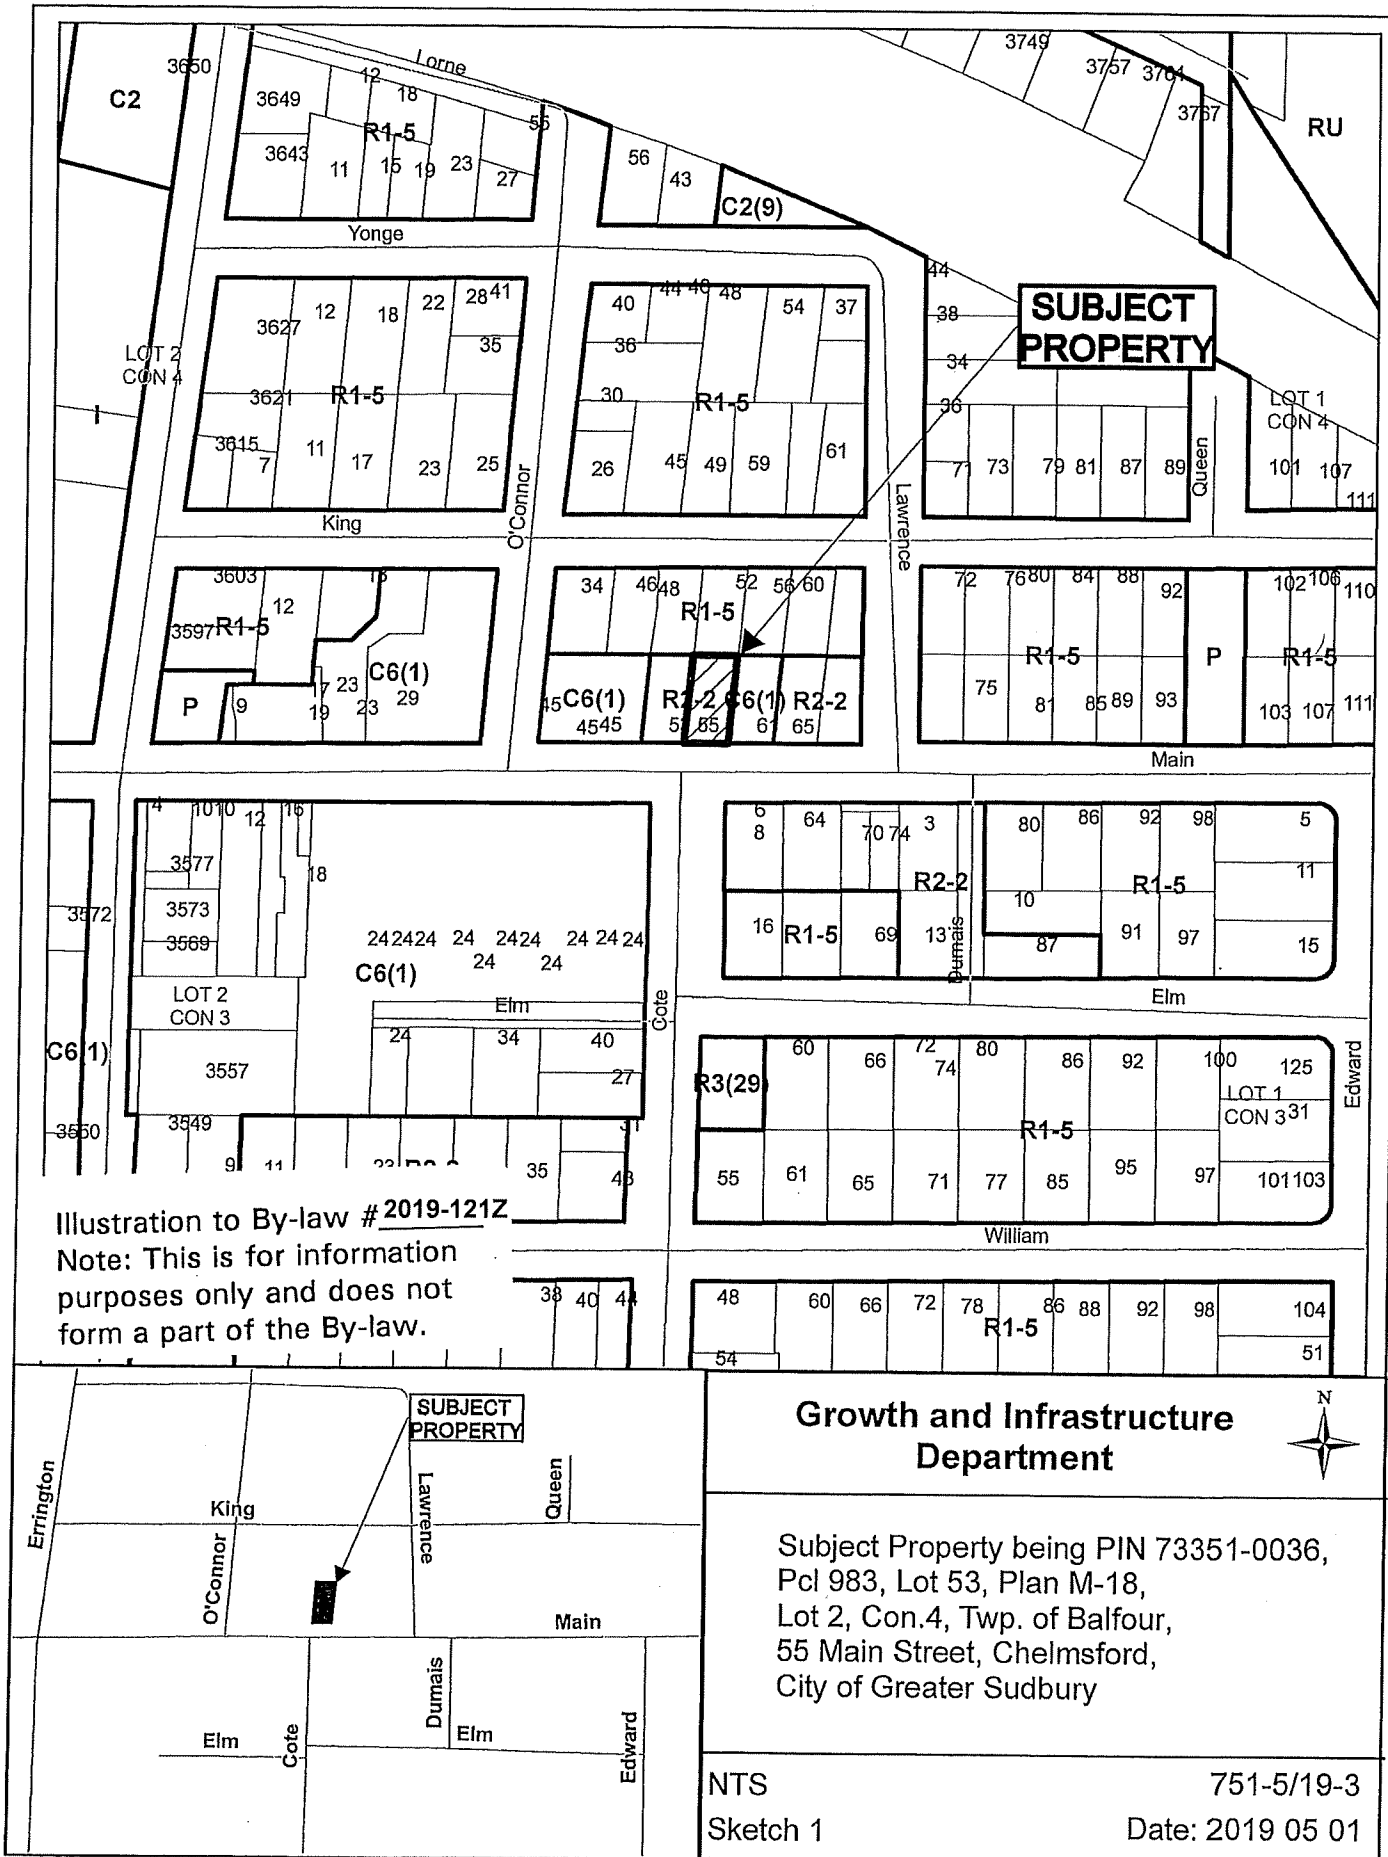 Lorne
3650
C2
3649
12
18
R1-5
55
3643
11
15
19
23
27
56
43
C2(9)
3749
3757
3761
3767
RU
Yonge
3627
12
18
22
28
41
35
LOT 2
CON 4
I
3621
R1-5
3615
7
11
17
23
25
King
O'Connor
40
44
48
54
37
36
30
R1-5
26
45
49
59
61
Lawrence
44
38
34
36
SUBJECT
PROPERTY
71
73
79
81
87
89
Queen
LOT 1
CON 4
101
107
111
3603
12
3597
R1-5
P
9
19
23
23
29
C6(1)
34
46
48
52
56
60
R1-5
45
C6(1)
4545
R2-2
55
C6(1)
61
R2-2
65
72
76
80
84
88
92
R1-5
75
81
85
89
93
P
102
106
110
R1-5
103
107
111
Main
4
1010
12
16
3577
18
3572
3573
3569
242424
24
2424
24
24
24
24
24
C6(1)
LOT 2
CON 3
Elm
Cote
C6(1)
3557
24
34
40
27
3550
3549
9
11
23
35
43
6
8
64
70
74
3
R2-2
16
R1-5
69
13
Dumais
80
86
92
98
5
11
R1-5
10
87
91
97
15
Elm
R3(29)
60
66
72
74
80
86
92
100
125
LOT 1
CON 3
31
R1-5
55
61
65
71
77
85
95
97
101103
Edward
William
38
40
44
48
60
66
72
78
86
88
92
98
104
R1-5
54
51
Illustration to By-law # 2019-121Z
Note: This is for information
purposes only and does not
form a part of the By-law.
SUBJECT
PROPERTY
Errington
King
O'Connor
Lawrence
Queen
Main
Elm
Cote
Dumais
Elm
Edward
Growth and Infrastructure
Department
N
Subject Property being PIN 73351-0036,
Pcl 983, Lot 53, Plan M-18,
Lot 2, Con.4, Twp. of Balfour,
55 Main Street, Chelmsford,
City of Greater Sudbury
NTS
751-5/19-3
Sketch 1
Date: 2019 05 01